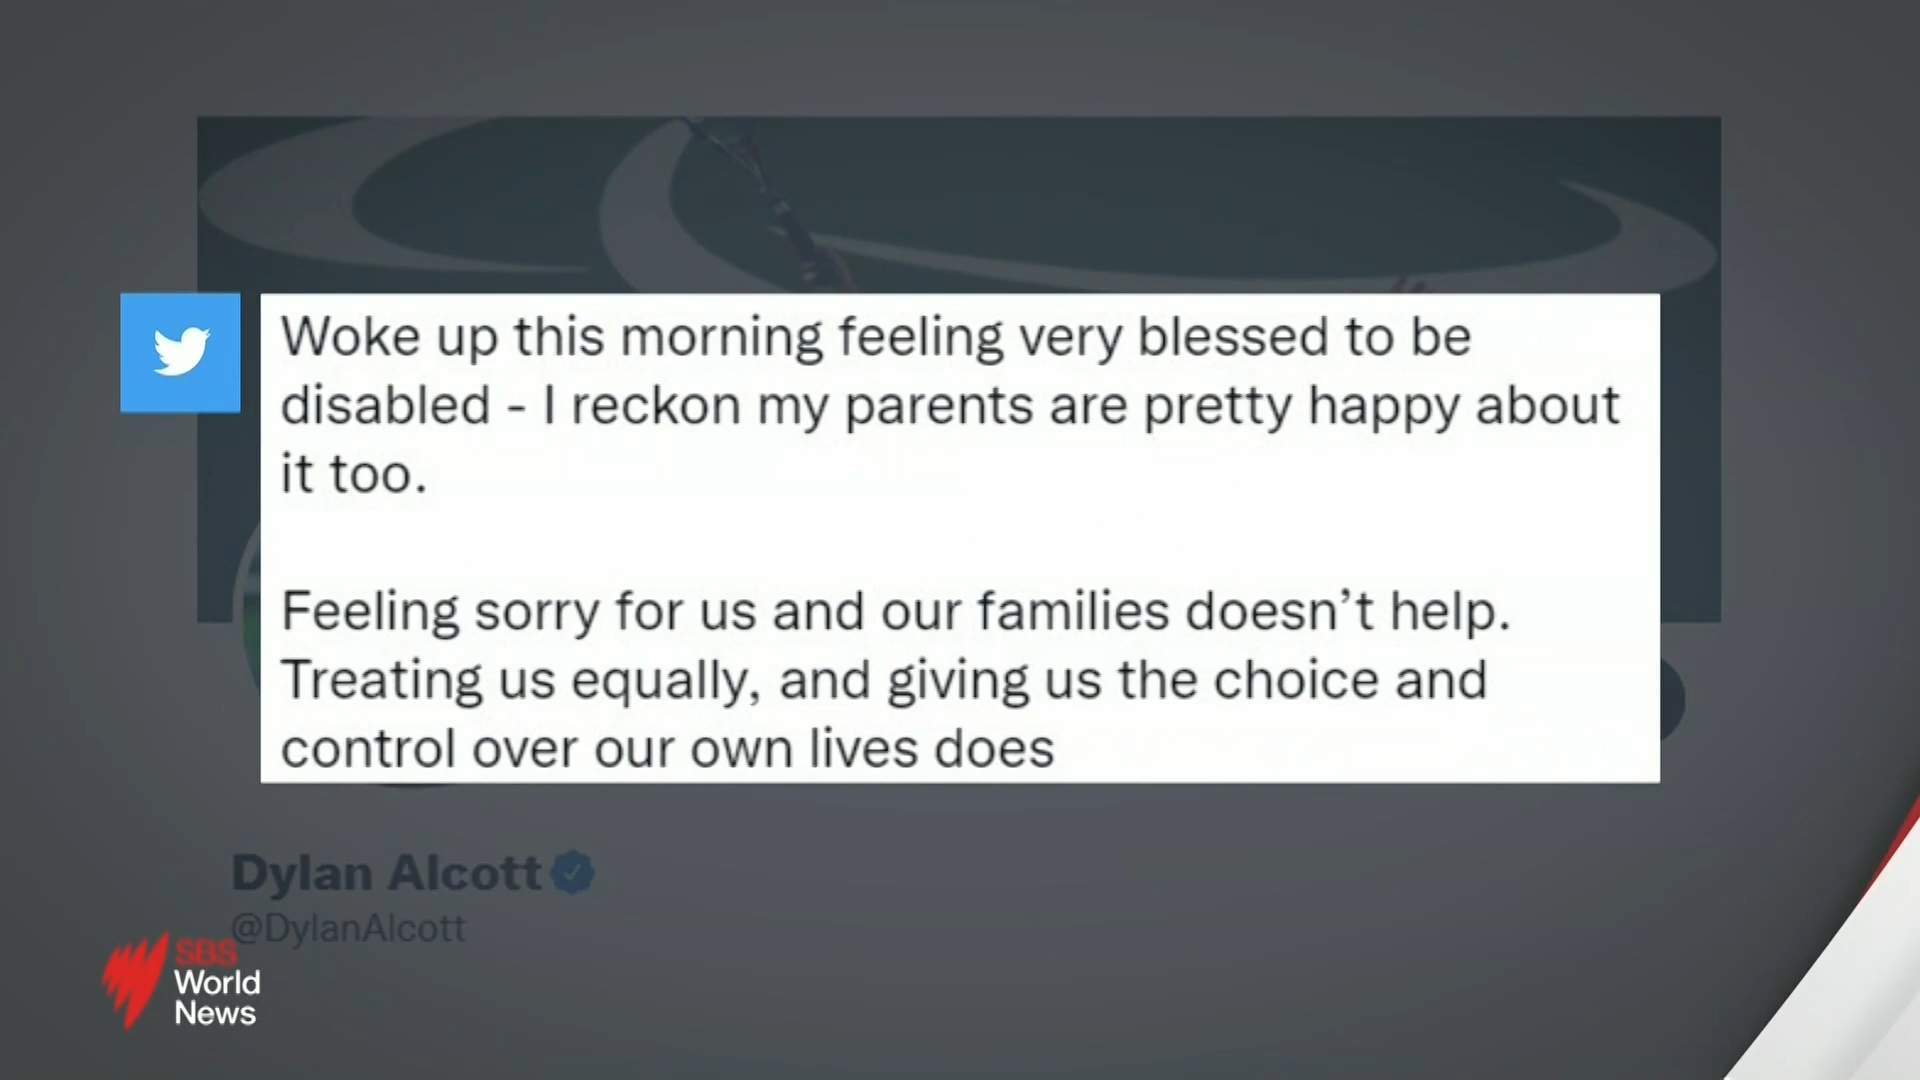 Woke up this morning feeling very blessed to be
disabled - I reckon my parents are pretty happy about
it too.
Feeling sorry for us and our families doesn’t help.
Treating us equally, and giving us the choice and
control over our own lives does
Dylan Alcott
@DylanAlcott
SBS
World
News